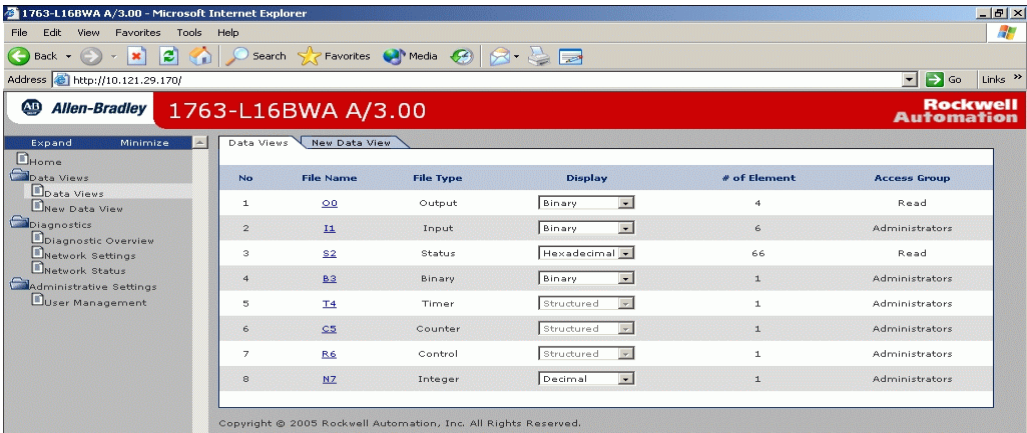 1763-L16BWA A/3.00 - Microsoft Internet Explorer
File Edit View Favorites Tools Help
Back Search Favorites Media
Address http://10.121.29.170/ Go Links »
AB Allen-Bradley 1763-L16BWA A/3.00 Rockwell Automation
Expand Minimize
Home
Data Views
Data Views
New Data View
Diagnostics
Diagnostic Overview
Network Settings
Network Status
Administrative Settings
User Management
Data Views New Data View
No File Name File Type Display # of Element Access Group
1 O0 Output Binary 4 Read
2 I1 Input Binary 6 Administrators
3 S2 Status Hexadecimal 66 Read
4 B3 Binary Binary 1 Administrators
5 T4 Timer Structured 1 Administrators
6 C5 Counter Structured 1 Administrators
7 R6 Control Structured 1 Administrators
8 N7 Integer Decimal 1 Administrators
Copyright © 2005 Rockwell Automation, Inc. All Rights Reserved.